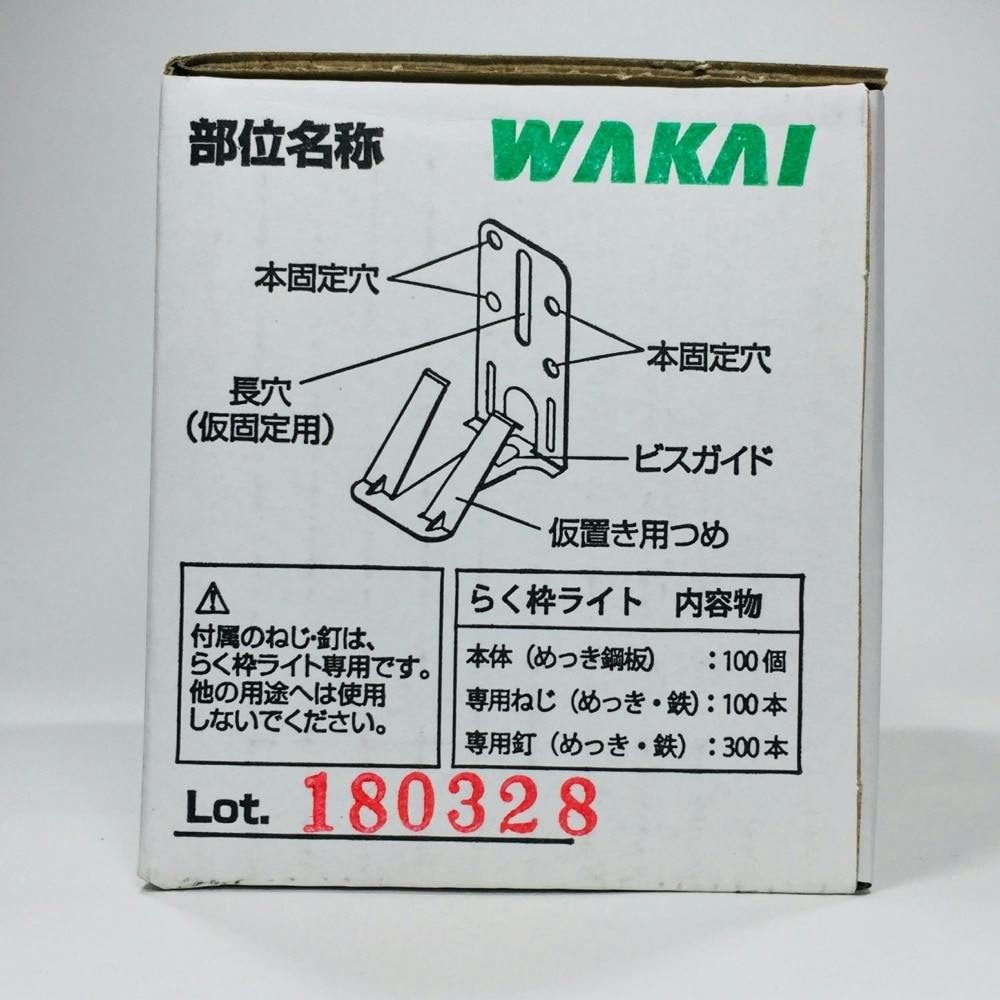 部位名称
WAKAI
本固定穴
本固定穴
長穴
(仮固定用)
ビスガイド
仮置き用つめ
付属のねじ・釘は、
らく枠ライト専用です。
他の用途へは使用
しないでください。
らく枠ライト 内容物
本体(めっき鋼板) :100個
専用ねじ(めっき・鉄):100本
専用釘(めっき・鉄):300本
Lot. 180328